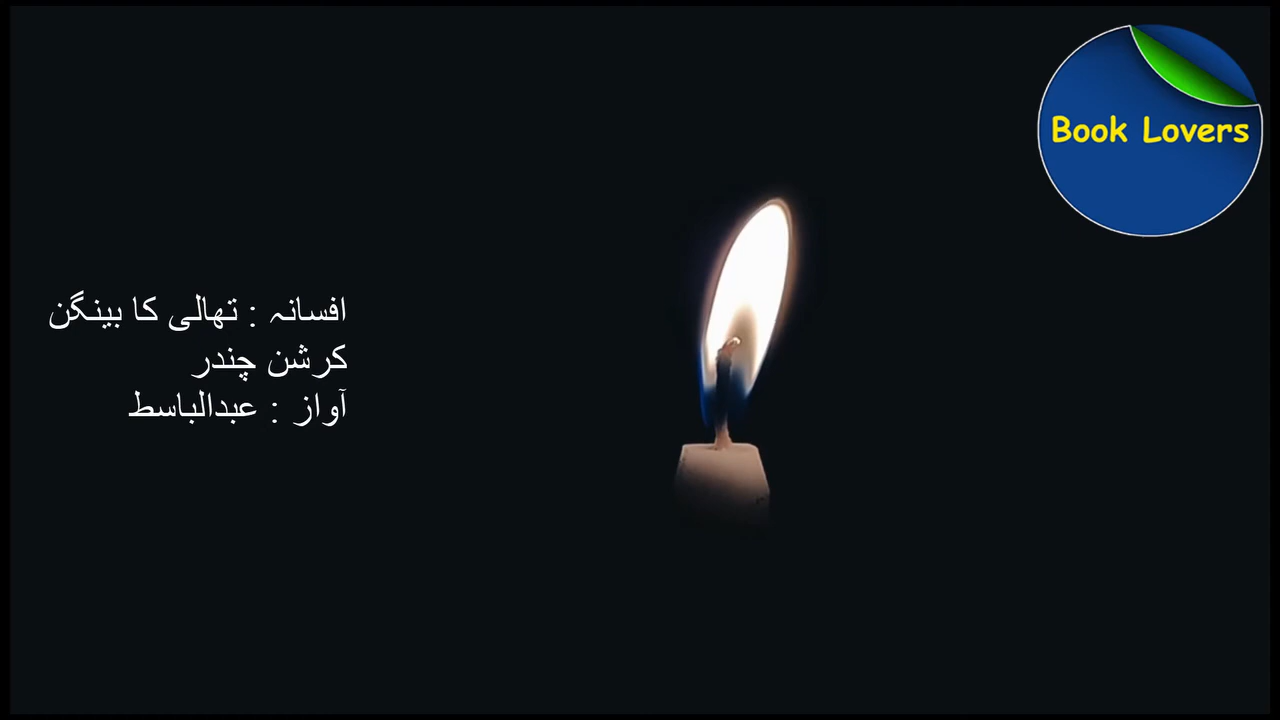 Book Lovers
افسانہ : تھالی کا بینگن
کرشن چندر
آواز : عبدالباسط